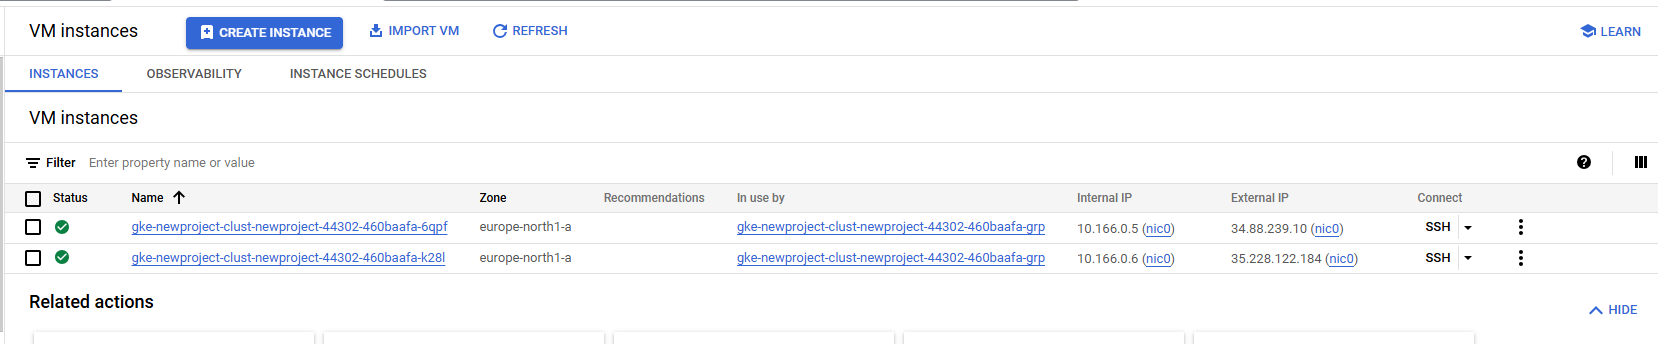 VM instances CREATE INSTANCE IMPORT VM REFRESH LEARN
INSTANCES OBSERVABILITY INSTANCE SCHEDULES
VM instances
Filter Enter property name or value
Status Name Zone Recommendations In use by Internal IP External IP Connect
gke-newproject-clust-newproject-44302-460baafa-6qpf europe-north1-a gke-newproject-clust-newproject-44302-460baafa-grp 10.166.0.5 (nic0) 34.88.239.10 (nic0) SSH
gke-newproject-clust-newproject-44302-460baafa-k28l europe-north1-a gke-newproject-clust-newproject-44302-460baafa-grp 10.166.0.6 (nic0) 35.228.122.184 (nic0) SSH
Related actions HIDE